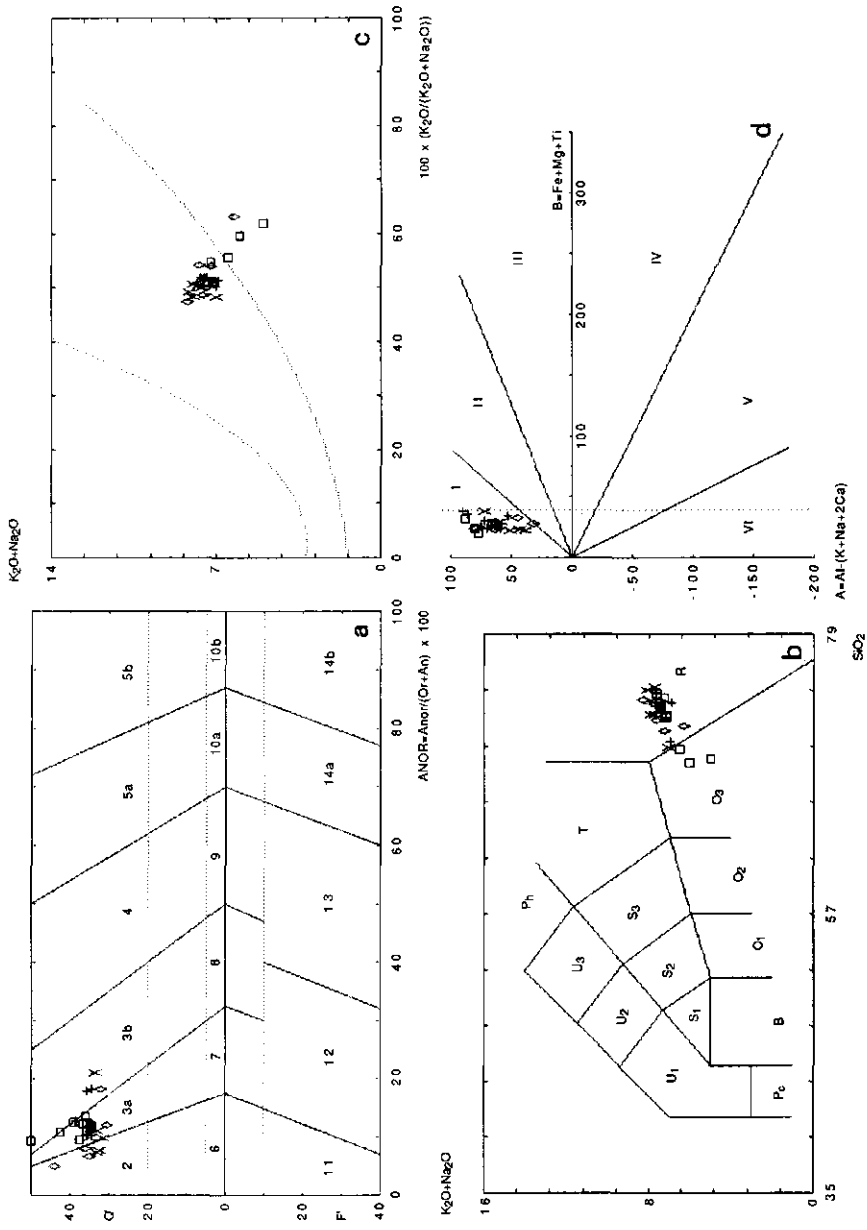 a
40
20
Q'
0
20
F'
40
2
3a
3b
4
5a
5b
6
7
8
9
10a
10b
11
12
13
14a
14b
0
20
40
60
80
100
ANOR=Anor/(Or+An) x 100
K2O+Na2O
c
14
7
0
0
20
40
60
80
100
100 x (K2O/(K2O+Na2O))
K2O+Na2O
b
16
8
0
Pc
U1
U2
U3
Ph
B
S1
S2
S3
T
O1
O2
O3
R
35
57
79
SiO2
d
100
50
0
-50
-100
-150
-200
I
II
III
IV
V
VI
100
200
300
B=Fe+Mg+Ti
A=Al-(K+Na+2Ca)